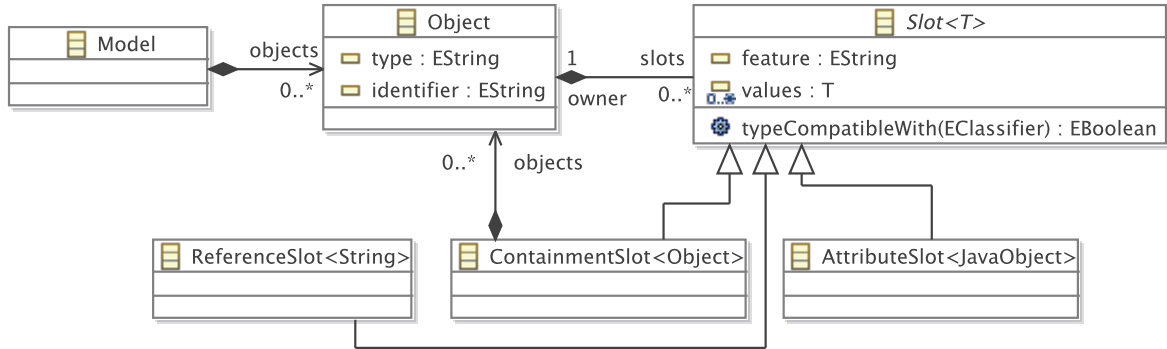 Model
objects
0..*
Object
type : EString
identifier : EString
1
slots
owner
0..*
Slot<T>
feature : EString
0..*
values : T
typeCompatibleWith(EClassifier) : EBoolean
0..*
objects
ReferenceSlot<String>
ContainmentSlot<Object>
AttributeSlot<JavaObject>